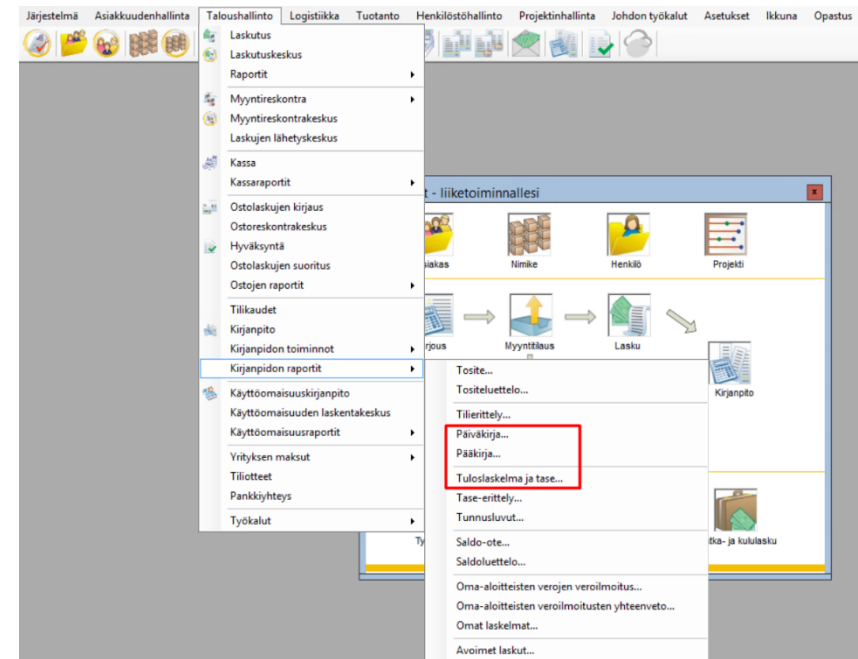 Järjestelmä Asiakkuudenhallinta Taloushallinto Logistiikka Tuotanto Henkilöstöhallinto Projektinhallinta Johdon työkalut Asetukset Ikkuna Opastus
Laskutus
Laskutuskeskus
Raportit
Myyntireskontra
Myyntireskontrakeskus
Laskujen lähetyskeskus
Kassa
Kassaraportit
Ostolaskujen kirjaus
Ostoreskontrakeskus
Hyväksyntä
Ostolaskujen suoritus
Ostojen raportit
Tilikaudet
Kirjanpito
Kirjanpidon toiminnot
Kirjanpidon raportit
Käyttöomaisuuskirjanpito
Käyttöomaisuuden laskentakeskus
Käyttöomaisuusraportit
Yrityksen maksut
Tiliotteet
Pankkiyhteys
Työkalut
t - liiketoiminnallesi
siakas Nimike Henkilö Projekti
rjous Myyntitilaus Lasku
Kirjanpito
Ty
tka- ja kululasku
Tosite...
Tositeluettelo...
Tilierittely...
Päiväkirja...
Pääkirja...
Tuloslaskelma ja tase...
Tase-erittely...
Tunnusluvut...
Saldo-ote...
Saldoluettelo...
Oma-aloitteisten verojen veroilmoitus...
Oma-aloitteisten veroilmoitusten yhteenveto...
Omat laskelmat...
Avoimet laskut...